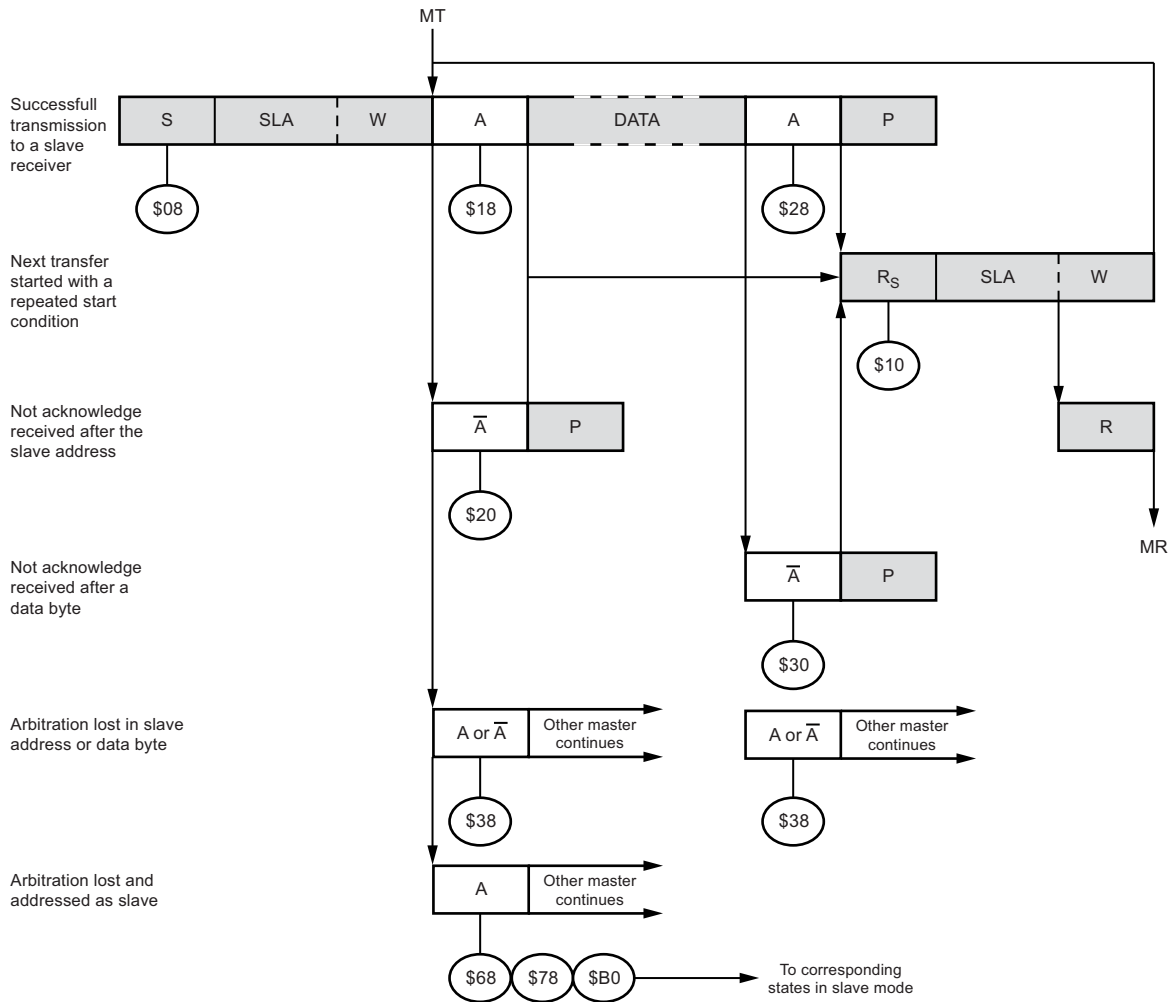 MT
Successfull
transmission
to a slave
receiver
S
SLA
W
A
DATA
A
P
$08
$18
$28
Next transfer
started with a
repeated start
condition
RS
SLA
W
$10
Not acknowledge
received after the
slave address
A̅
P
R
$20
MR
Not acknowledge
received after a
data byte
A̅
P
$30
Arbitration lost in slave
address or data byte
A or A̅
Other master
continues
A or A̅
Other master
continues
$38
$38
Arbitration lost and
addressed as slave
A
Other master
continues
$68
$78
$B0
To corresponding
states in slave mode